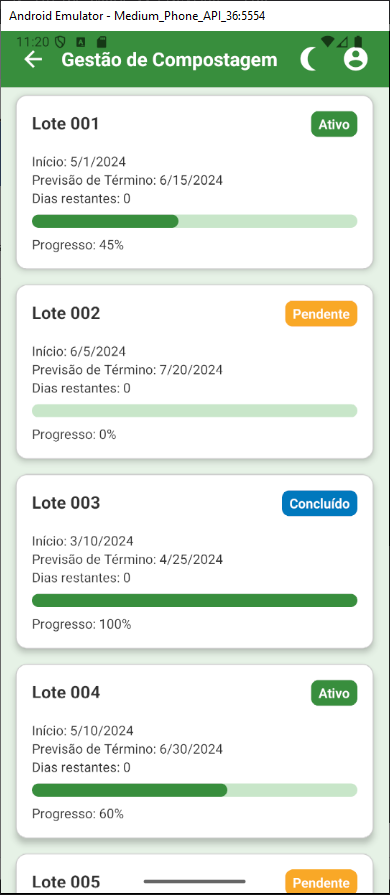 Android Emulator - Medium_Phone_API_36:5554
11:20
Gestão de Compostagem
Lote 001
Ativo
Início: 5/1/2024
Previsão de Término: 6/15/2024
Dias restantes: 0
Progresso: 45%
Lote 002
Pendente
Início: 6/5/2024
Previsão de Término: 7/20/2024
Dias restantes: 0
Progresso: 0%
Lote 003
Concluído
Início: 3/10/2024
Previsão de Término: 4/25/2024
Dias restantes: 0
Progresso: 100%
Lote 004
Ativo
Início: 5/10/2024
Previsão de Término: 6/30/2024
Dias restantes: 0
Progresso: 60%
Lote 005
Pendente